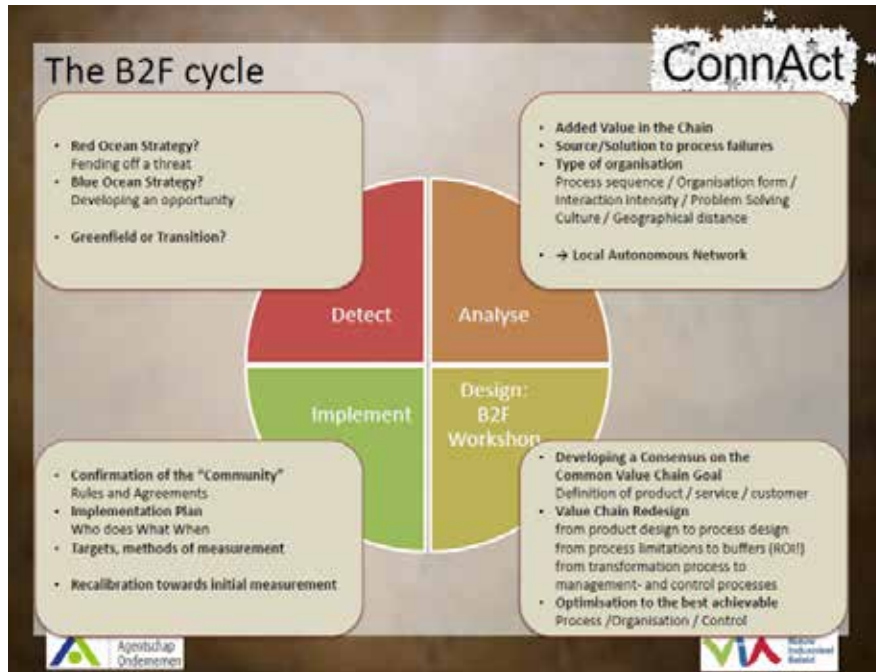 The B2F cycle
ConnAct
• Red Ocean Strategy?
Fending off a threat
• Blue Ocean Strategy?
Developing an opportunity
• Greenfield or Transition?
• Added Value in the Chain
• Source/Solution to process failures
• Type of organisation
Process sequence / Organisation form /
Interaction intensity / Problem Solving
Culture / Geographical distance
• → Local Autonomous Network
Detect
Analyse
Implement
Design:
B2F
Workshop
• Confirmation of the “Community”
Rules and Agreements
• Implementation Plan
Who does What When
• Targets, methods of measurement
• Recalibration towards initial measurement
• Developing a Consensus on the
Common Value Chain Goal
Definition of product / service / customer
• Value Chain Redesign
from product design to process design
from process limitations to buffers (ROI!)
from transformation process to
management- and control processes
• Optimisation to the best achievable
Process /Organisation / Control
Agentschap
Ondernemen
Nieuw
Industrieel
Beleid